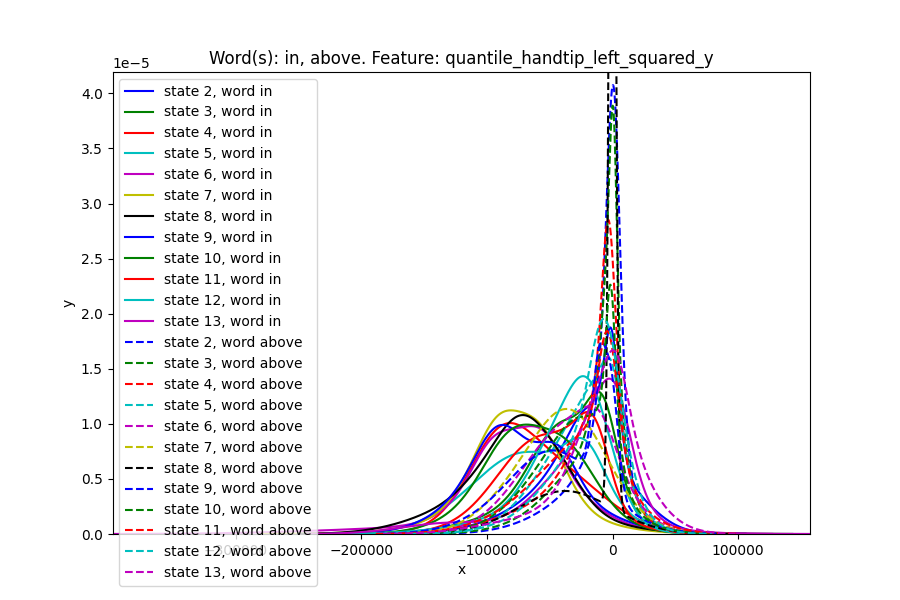 Word(s): in, above. Feature: quantile_handtip_left_squared_y
1e−5
4.0
3.5
3.0
2.5
2.0
1.5
1.0
0.5
0.0
y
state 2, word in
state 3, word in
state 4, word in
state 5, word in
state 6, word in
state 7, word in
state 8, word in
state 9, word in
state 10, word in
state 11, word in
state 12, word in
state 13, word in
state 2, word above
state 3, word above
state 4, word above
state 5, word above
state 6, word above
state 7, word above
state 8, word above
state 9, word above
state 10, word above
state 11, word above
state 12, word above
state 13, word above
−300000 −200000 −100000 0 100000
x